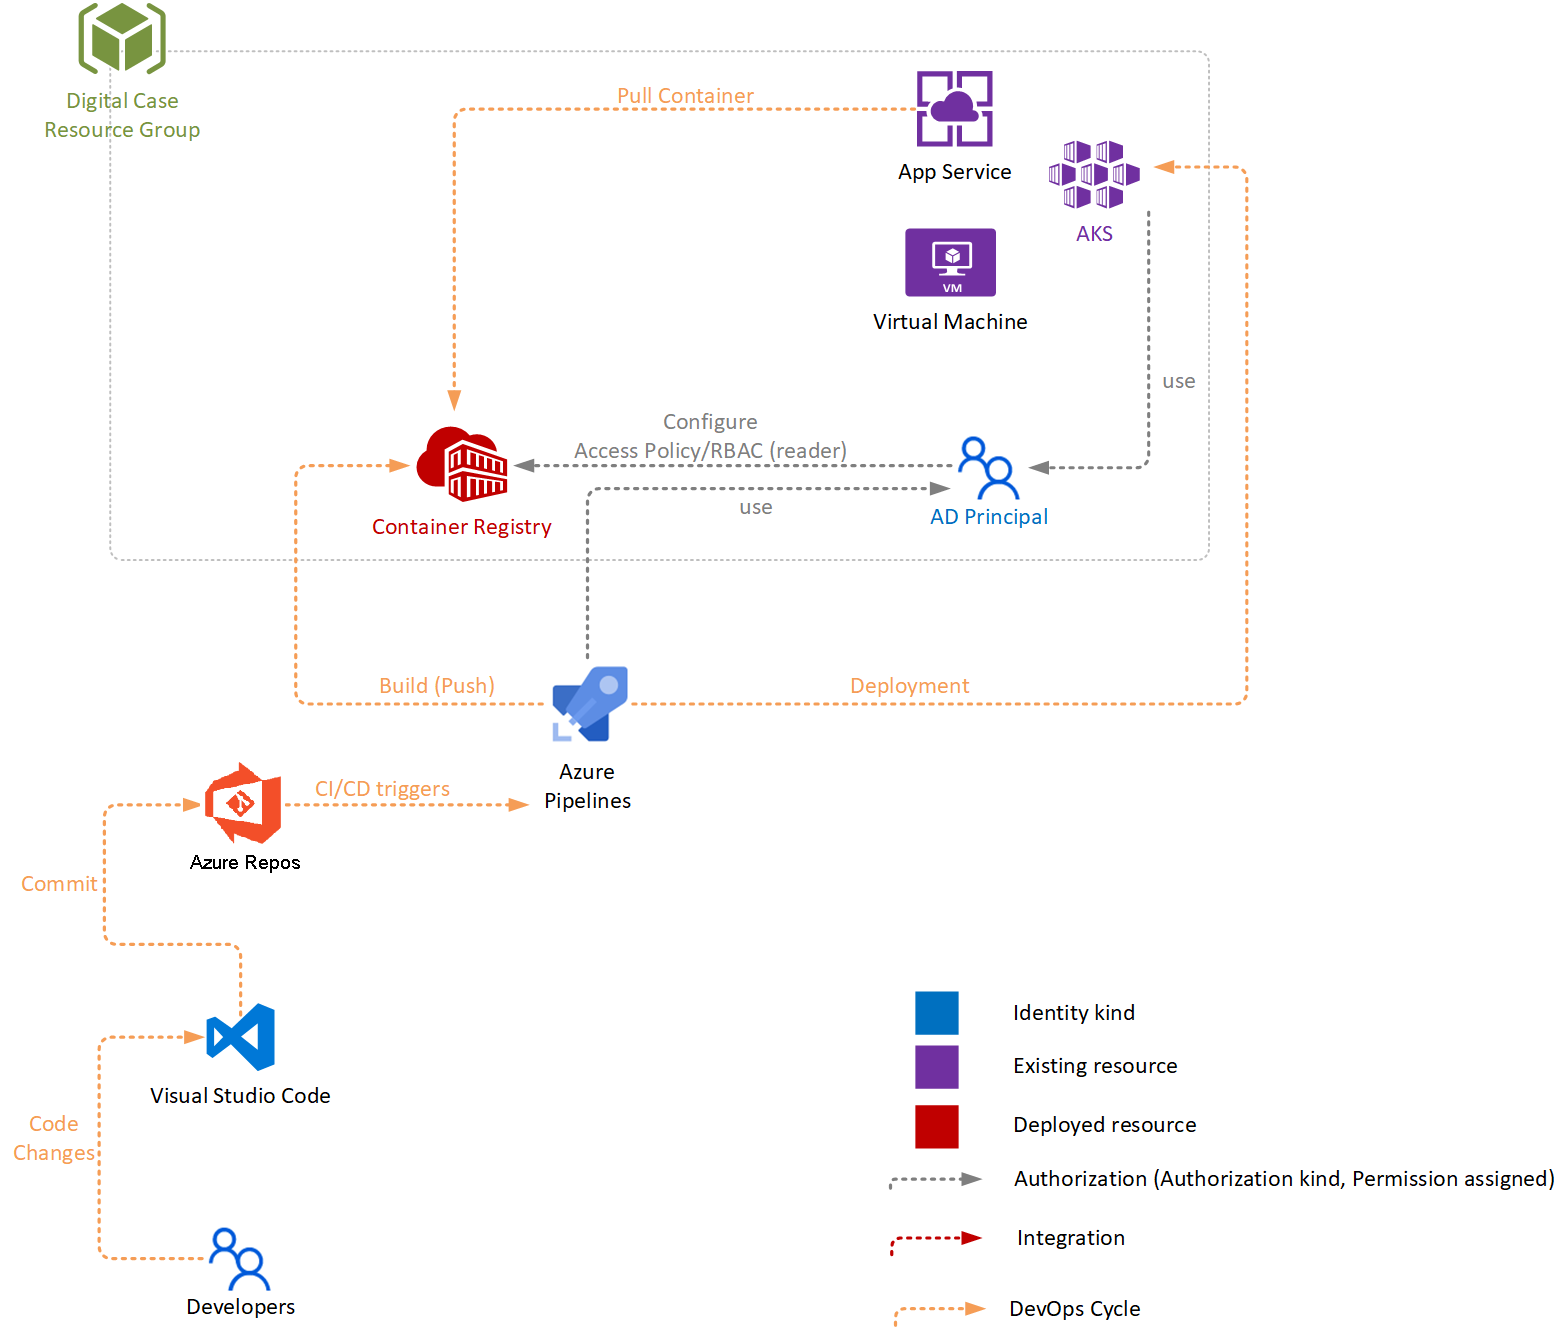 Digital Case
Resource Group
Pull Container
App Service
AKS
VM
Virtual Machine
use
Configure
Access Policy/RBAC (reader)
use
AD Principal
Container Registry
Build (Push)
Deployment
Azure
Pipelines
CI/CD triggers
Azure Repos
Commit
Visual Studio Code
Code
Changes
Developers
Identity kind
Existing resource
Deployed resource
Authorization (Authorization kind, Permission assigned)
Integration
DevOps Cycle